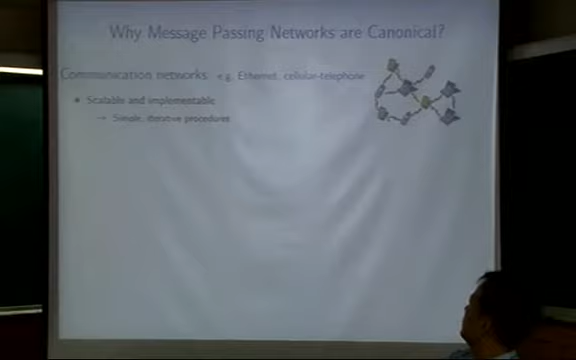 Why Message Passing Networks are Canonical?
Communication networks e.g. Ethernet, cellular-telephone
Scalable and implementable
→ Simple, iterative procedures